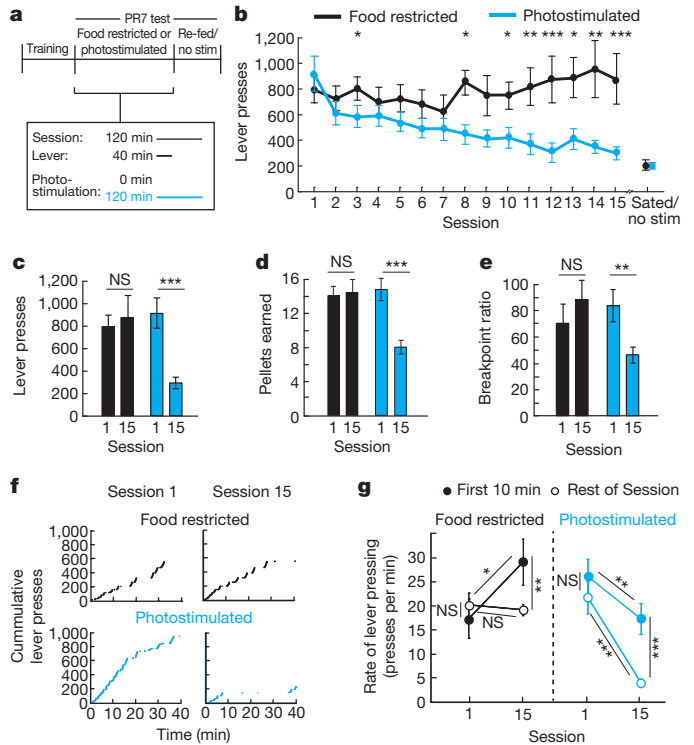 a
PR7 test
Training
Food restricted or
photostimulated
Re-fed/
no stim
Session: 120 min
Lever: 40 min
Photo-
stimulation: 0 min
120 min
b
Food restricted
Photostimulated
* * * ** *** * ** ***
Lever presses
1,200
1,000
800
600
400
200
0
1 2 3 4 5 6 7 8 9 10 11 12 13 14 15
Sated/
no stim
Session
c
NS ***
Lever presses
1,200
1,000
800
600
400
200
0
1 15 1 15
Session
d
NS ***
Pellets earned
16
12
8
4
0
1 15 1 15
Session
e
NS **
Breakpoint ratio
100
80
60
40
20
0
1 15 1 15
Session
f
Session 1 Session 15
Food restricted
1,000
800
600
400
200
0
Photostimulated
1,000
800
600
400
200
0
Cummulative
lever presses
0 10 20 30 40 0 10 20 30 40
Time (min)
g
First 10 min Rest of Session
Food restricted Photostimulated
Rate of lever pressing
(presses per min)
30
25
20
15
10
5
0
NS * NS **
NS ** *** ***
1 15 1 15
Session